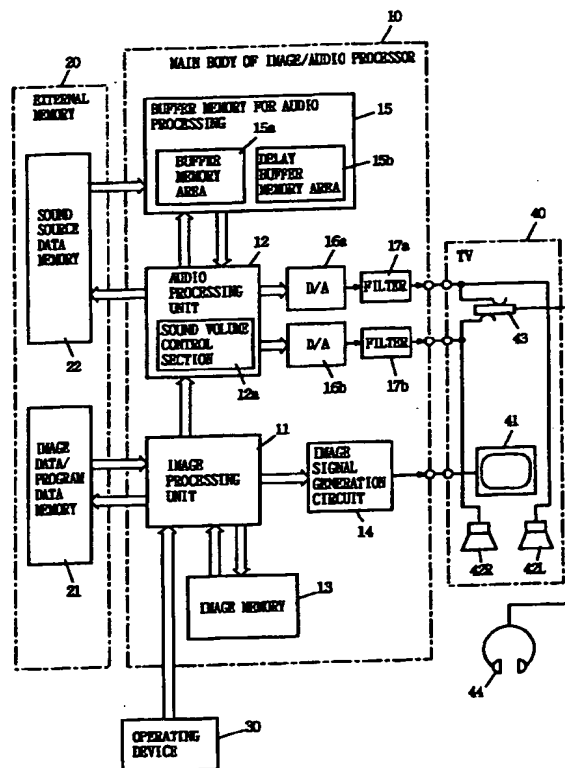 10
MAIN BODY OF IMAGE/AUDIO PROCESSOR
20
EXTERNAL
MEMORY
BUFFER MEMORY FOR AUDIO
PROCESSING
15
15a
BUFFER
MEMORY
AREA
DELAY
BUFFER
MEMORY AREA
15b
SOUND
SOURCE
DATA
MEMORY
22
12
AUDIO
PROCESSING
UNIT
SOUND VOLUME
CONTROL
SECTION
12a
16a
D/A
17a
FILTER
D/A
16b
FILTER
17b
40
TV
43
41
42R
42L
44
IMAGE
DATA/
PROGRAM
DATA
MEMORY
21
11
IMAGE
PROCESSING
UNIT
IMAGE
SIGNAL
GENERATION
CIRCUIT
14
IMAGE MEMORY
13
OPERATING
DEVICE
30